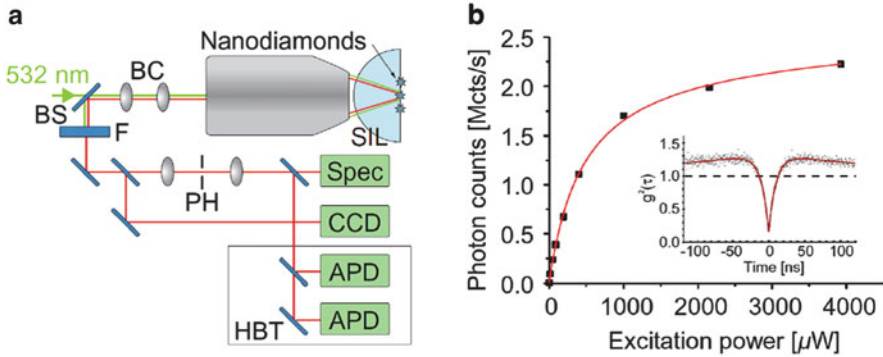 a
Nanodiamonds
532 nm
BC
BS
F
SIL
PH
Spec
CCD
APD
HBT
APD
b
Photon counts [Mcts/s]
2.5
2.0
1.5
1.0
0.5
0.0
0
1000
2000
3000
4000
Excitation power [µW]
g²(τ)
1.5
1.0
0.5
0.0
-100
-50
0
50
100
Time [ns]